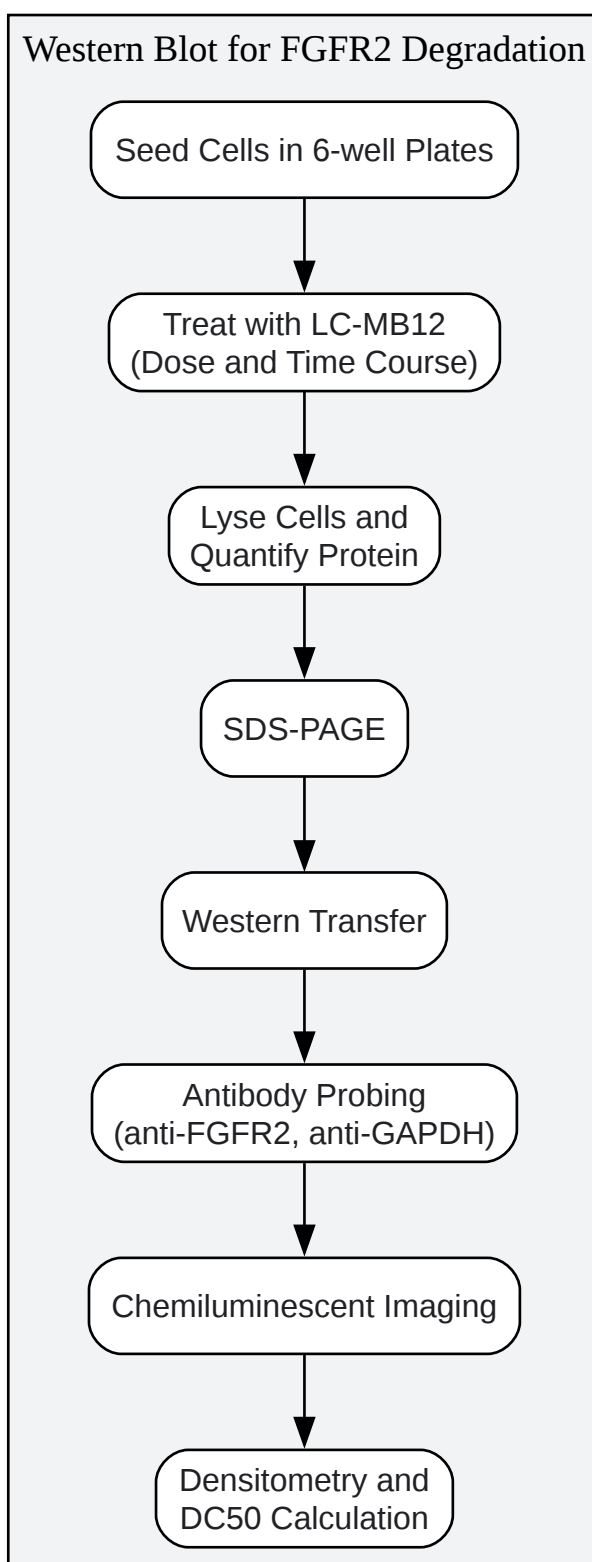 Western Blot for FGFR2 Degradation
Seed Cells in 6-well Plates
Treat with LC-MB12
(Dose and Time Course)
Lyse Cells and
Quantify Protein
SDS-PAGE
Western Transfer
Antibody Probing
(anti-FGFR2, anti-GAPDH)
Chemiluminescent Imaging
Densitometry and
DC50 Calculation